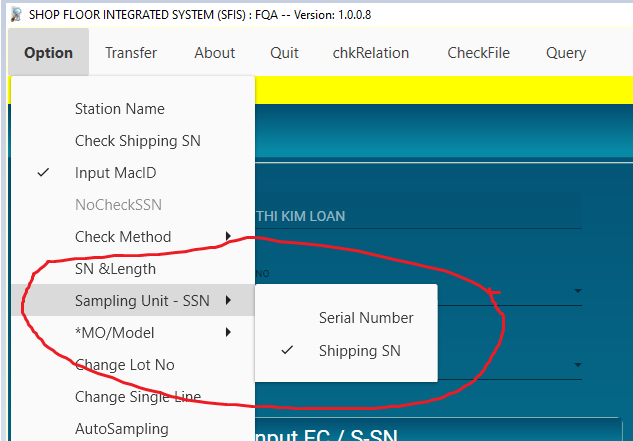 SHOP FLOOR INTEGRATED SYSTEM (SFIS) : FQA -- Version: 1.0.0.8
Option Transfer About Quit chkRelation CheckFile Query
Station Name
Check Shipping SN
Input MacID
NoCheckSSN
THI KIM LOAN
Check Method
SN &Length
NO
Sampling Unit - SSN
Serial Number
*MO/Model
Shipping SN
Change Lot No
Change Single Line
AutoSampling
nput EC / S-SN